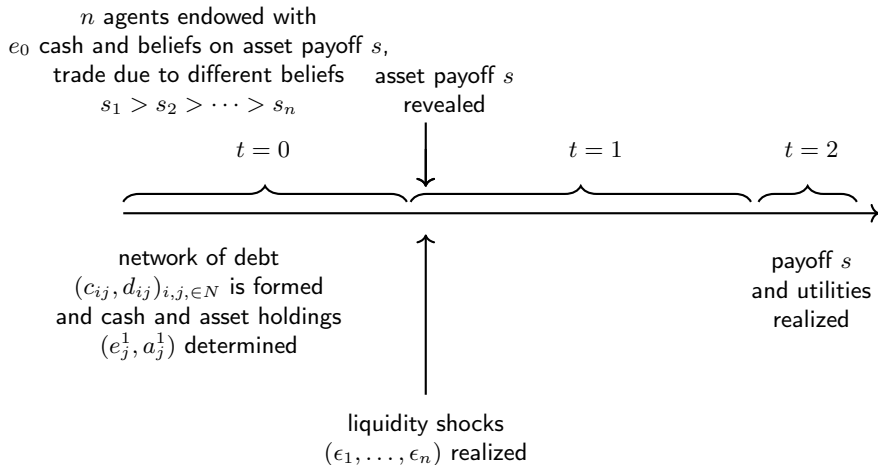 n agents endowed with
e₀ cash and beliefs on asset payoff s,
trade due to different beliefs
s₁ > s₂ > ⋯ > sₙ
asset payoff s
revealed
t = 0
t = 1
t = 2
network of debt
(cᵢⱼ, dᵢⱼ)ᵢ,ⱼ,∈N is formed
and cash and asset holdings
(e¹ⱼ, a¹ⱼ) determined
payoff s
and utilities
realized
liquidity shocks
(ϵ₁, . . . , ϵₙ) realized